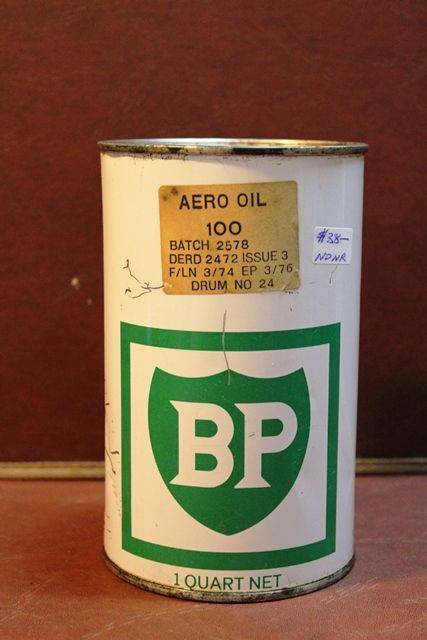 AERO OIL
100
BATCH 2578
DERD 2472 ISSUE 3
F/LN 3/74 EP 3/76
DRUM NO 24
#38—
NDNR
BP
1 QUART NET